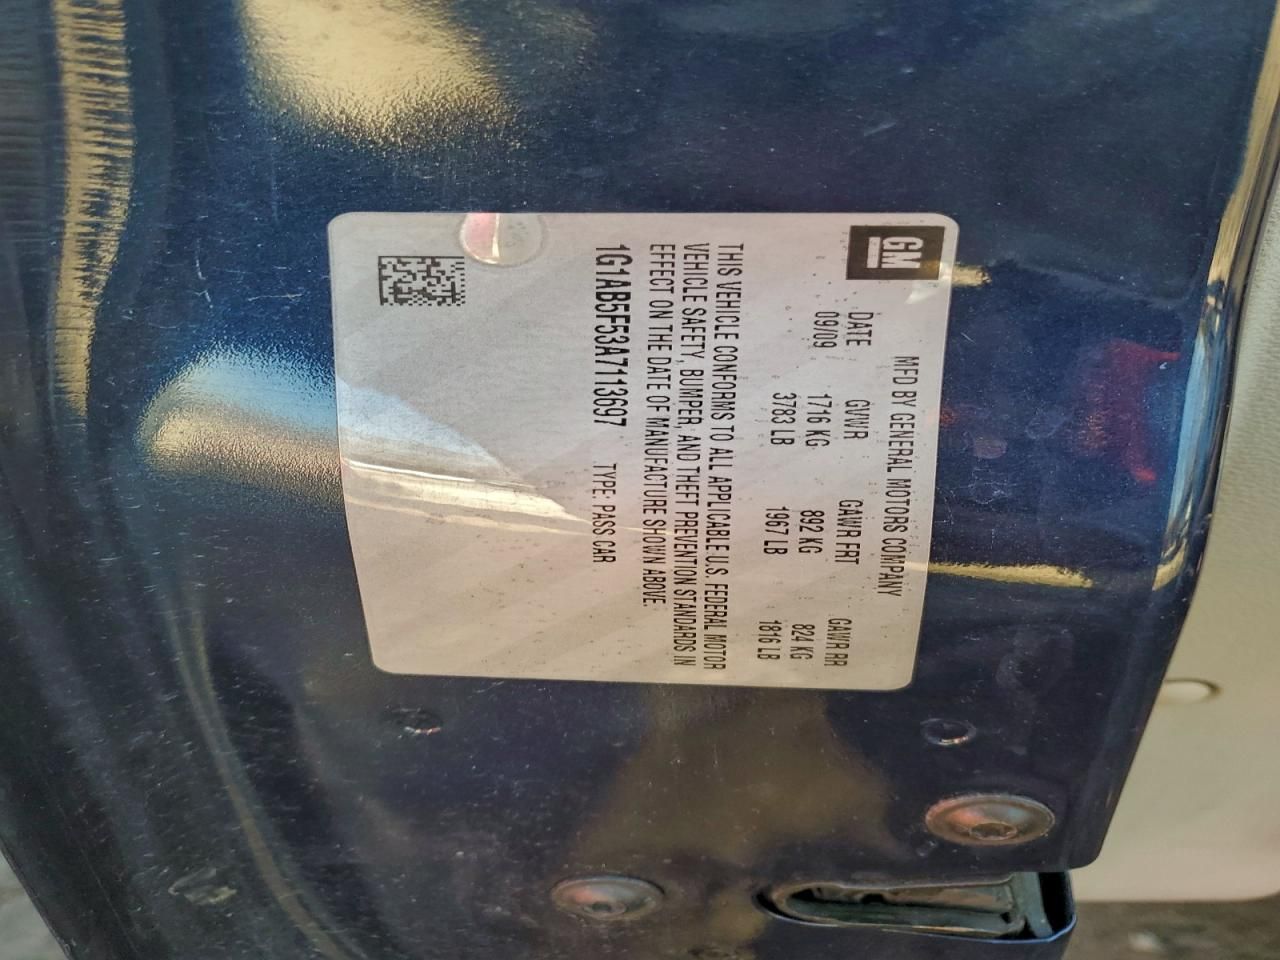 GM
MFD BY GENERAL MOTORS COMPANY
DATE GVWR GAWR FRT GAWR RR
09/09 1716 KG 892 KG 824 KG
3783 LB 1967 LB 1816 LB
THIS VEHICLE CONFORMS TO ALL APPLICABLE U.S. FEDERAL MOTOR
VEHICLE SAFETY, BUMPER, AND THEFT PREVENTION STANDARDS IN
EFFECT ON THE DATE OF MANUFACTURE SHOWN ABOVE.
1G1AB5F53A7113697 TYPE: PASS CAR